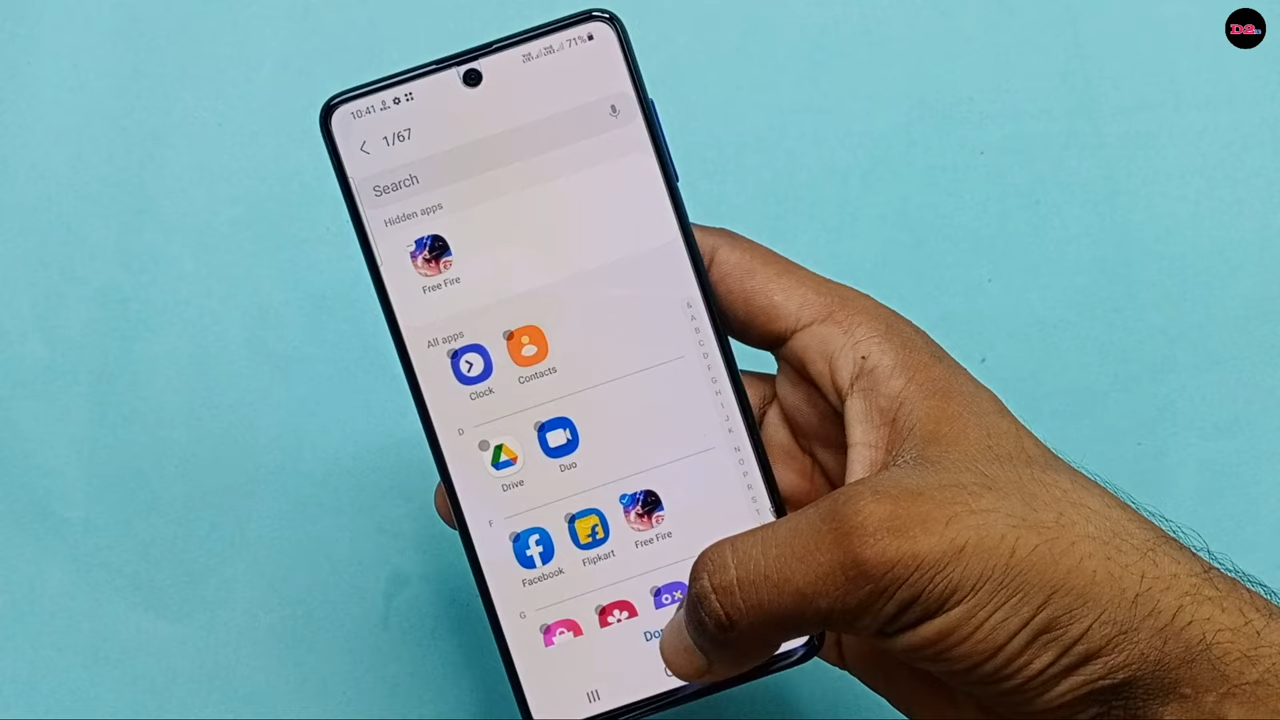 D2
10:41
71%
1/67
Search
Hidden apps
Free Fire
All apps
Clock
Contacts
D
Drive
Duo
F
Facebook
Flipkart
Free Fire
G
&
A
B
C
D
F
G
H
I
J
K
N
O
P
R
S
T